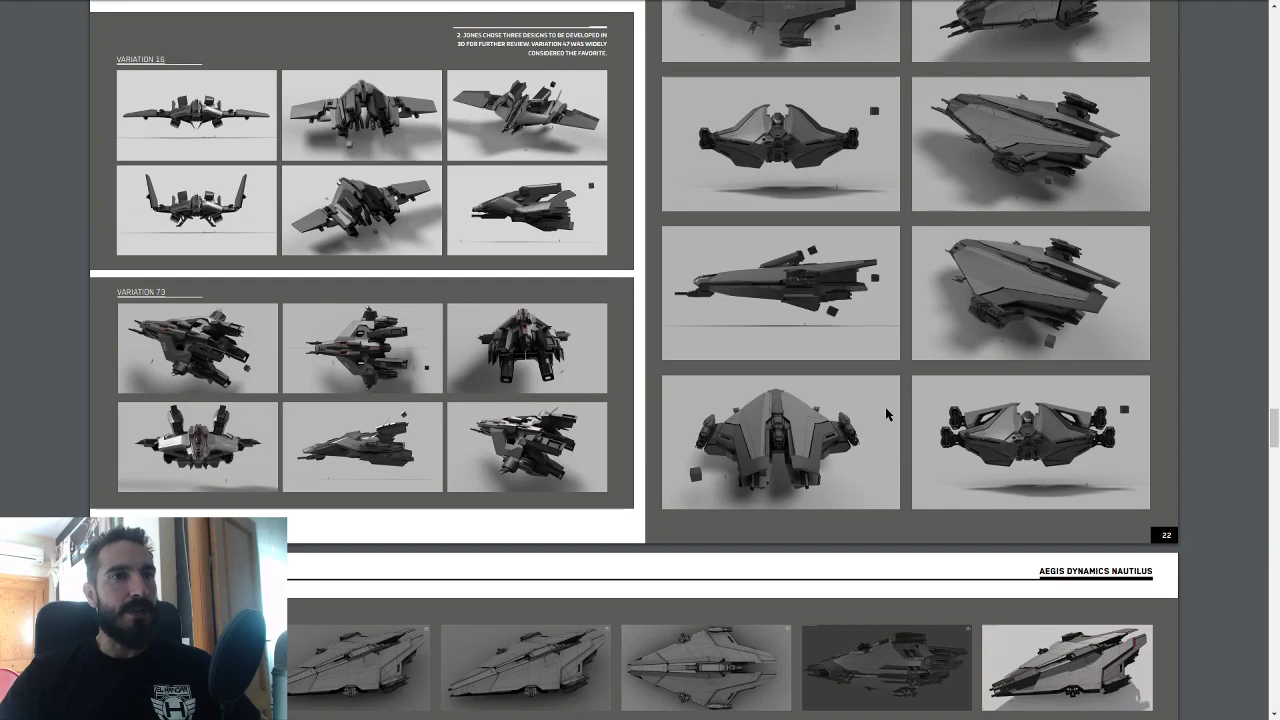 2. JONES CHOSE THREE DESIGNS TO BE DEVELOPED IN
3D FOR FURTHER REVIEW. VARIATION 47 WAS WIDELY
CONSIDERED THE FAVORITE.
VARIATION 16
VARIATION 73
22
AEGIS DYNAMICS NAUTILUS